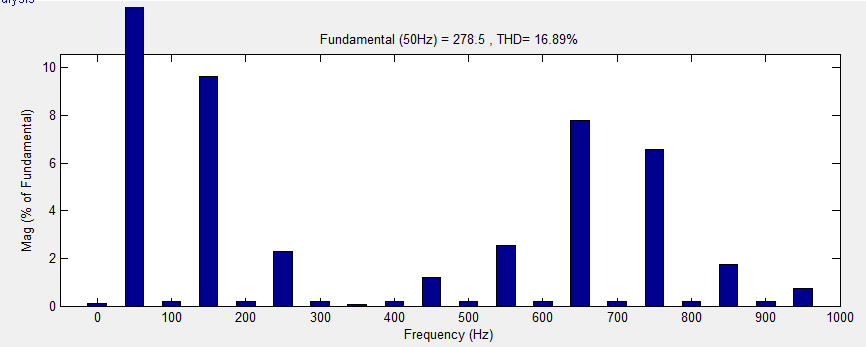 alysis
Fundamental (50Hz) = 278.5 , THD= 16.89%
10
8
6
4
2
0
Mag (% of Fundamental)
0 100 200 300 400 500 600 700 800 900 1000
Frequency (Hz)